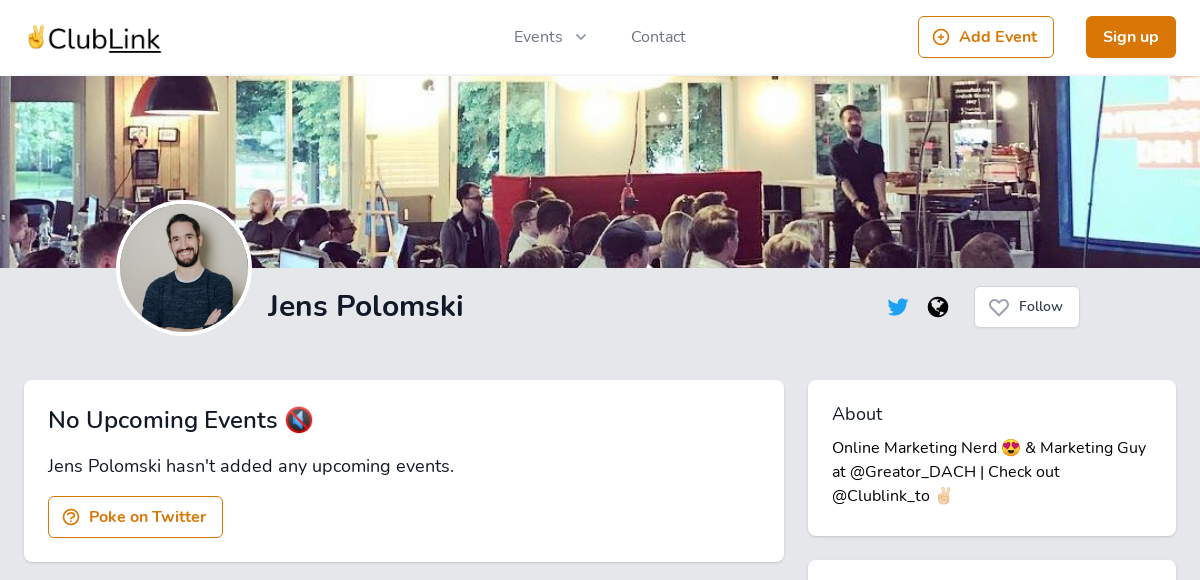 ✌️ClubLink
Events
Contact
Add Event
Sign up
Jens Polomski
Follow
No Upcoming Events 🔇
Jens Polomski hasn't added any upcoming events.
Poke on Twitter
About
Online Marketing Nerd 😍 & Marketing Guy
at @Greator_DACH | Check out
@Clublink_to ✌🏻